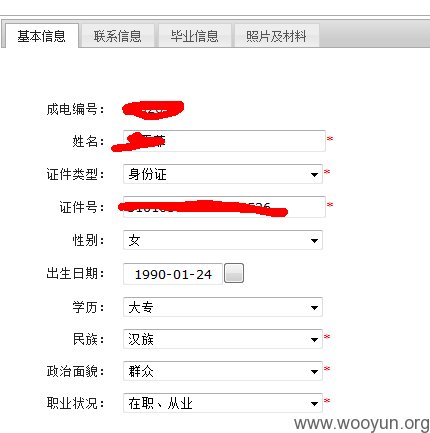 基本信息 联系信息 毕业信息 照片及材料
成电编号:
姓名: *
证件类型: 身份证 *
证件号: *
性别: 女
出生日期: 1990-01-24
学历: 大专
民族: 汉族 *
政治面貌: 群众 *
职业状况: 在职、从业 *
www.wooyun.org